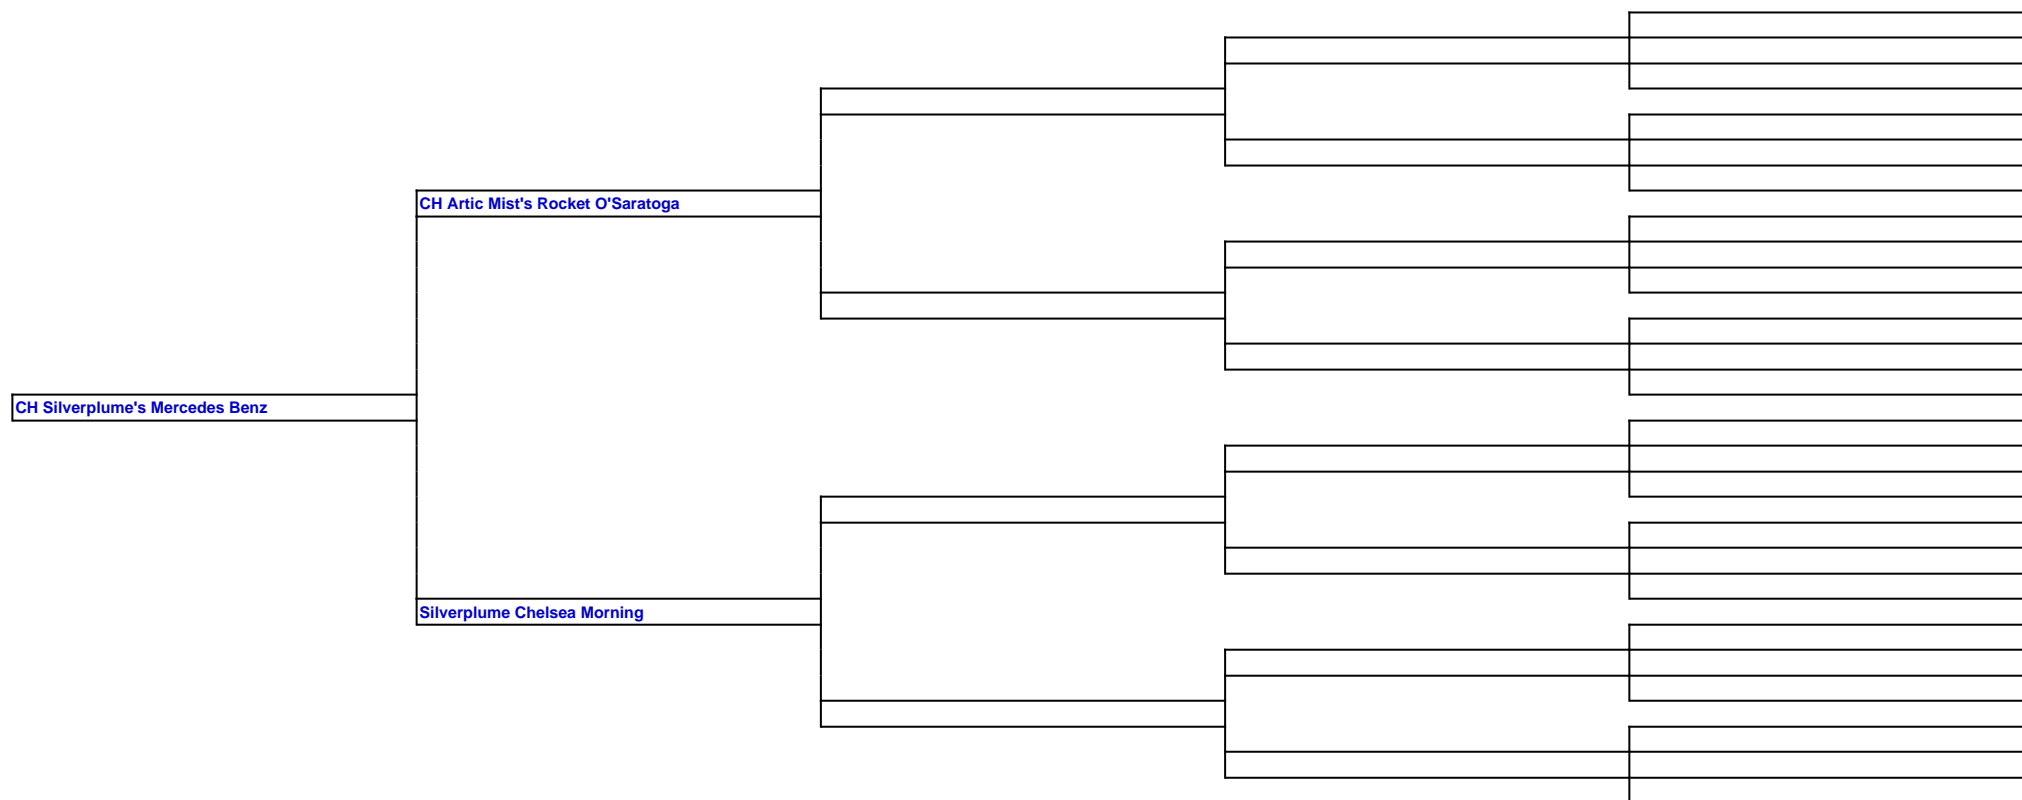 CH Artic Mist's Rocket O'Saratoga
CH Silverplume's Mercedes Benz
Silverplume Chelsea Morning